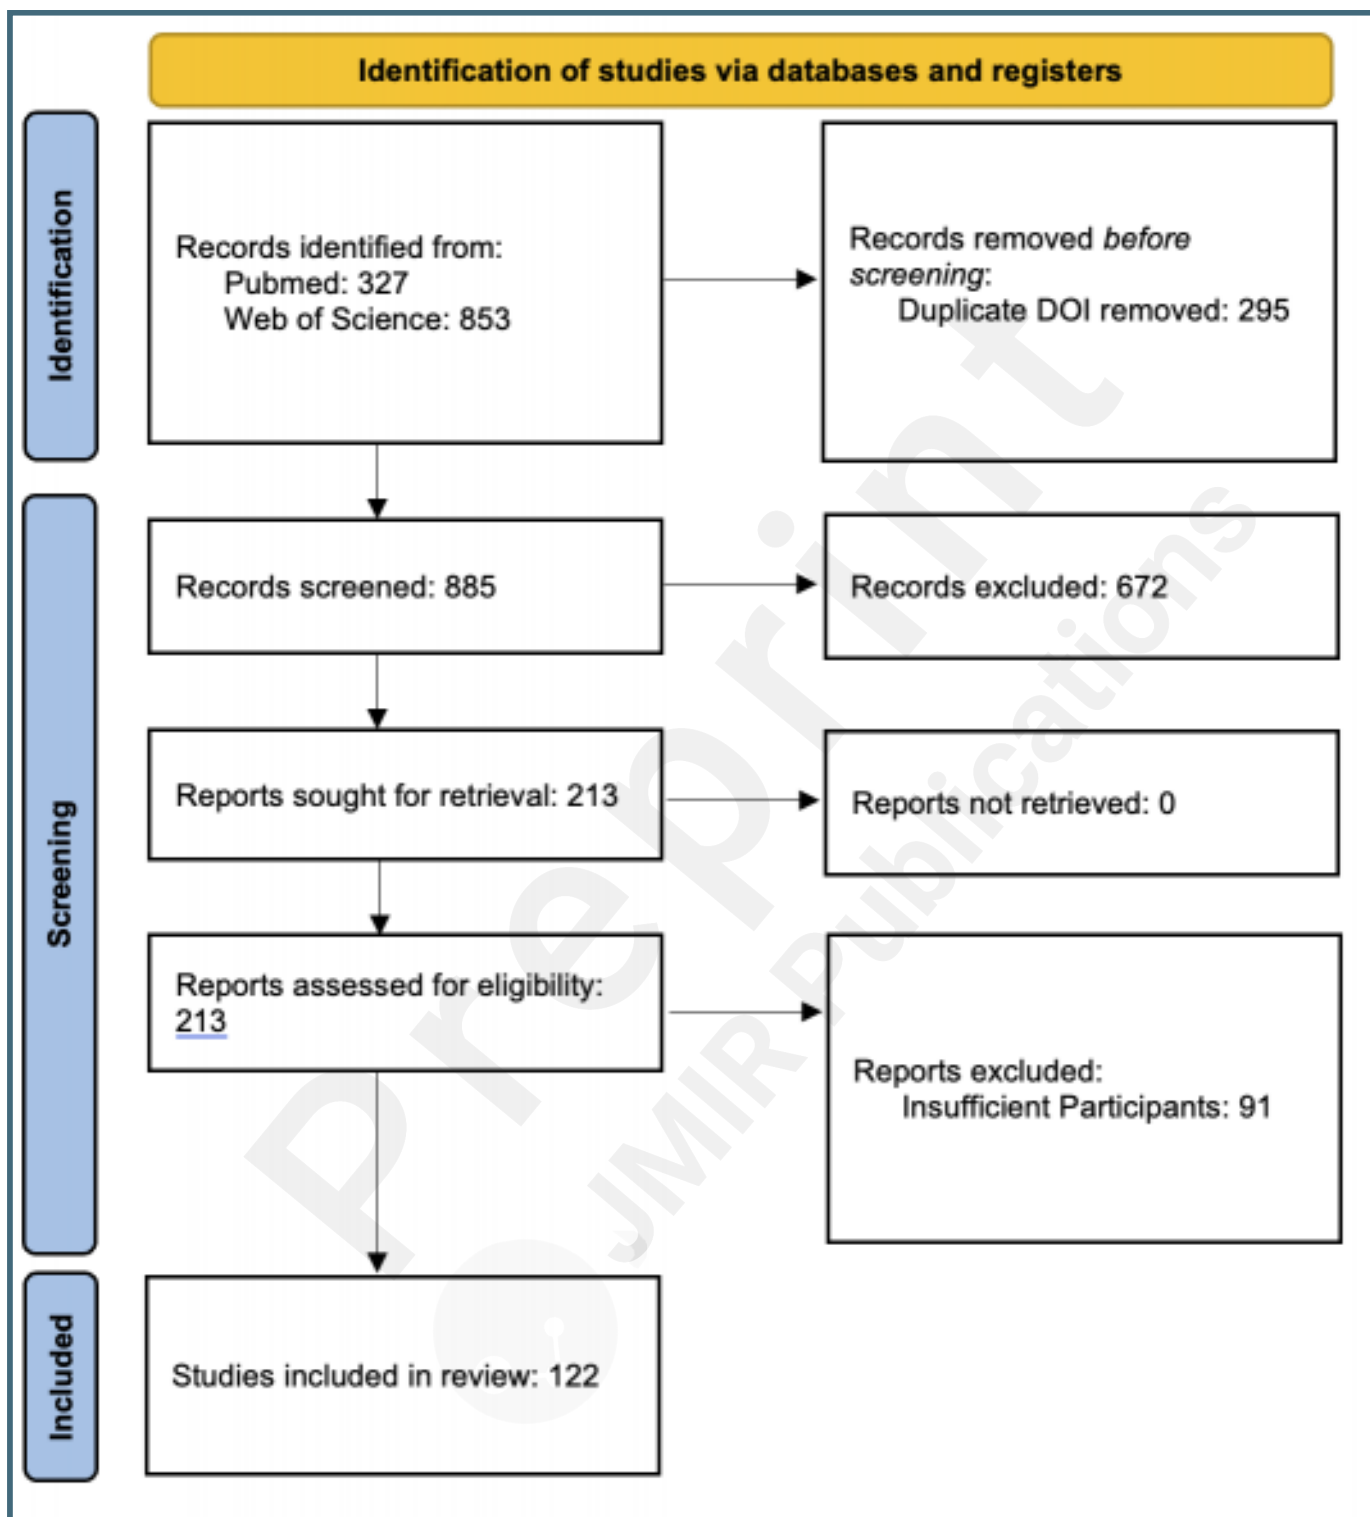 Identification of studies via databases and registers
Identification
Records identified from:
Pubmed: 327
Web of Science: 853
Records removed before
screening:
Duplicate DOI removed: 295
Screening
Records screened: 885
Records excluded: 672
Reports sought for retrieval: 213
Reports not retrieved: 0
Reports assessed for eligibility:
213
Reports excluded:
Insufficient Participants: 91
Included
Studies included in review: 122
Preprint
JMIR Publications